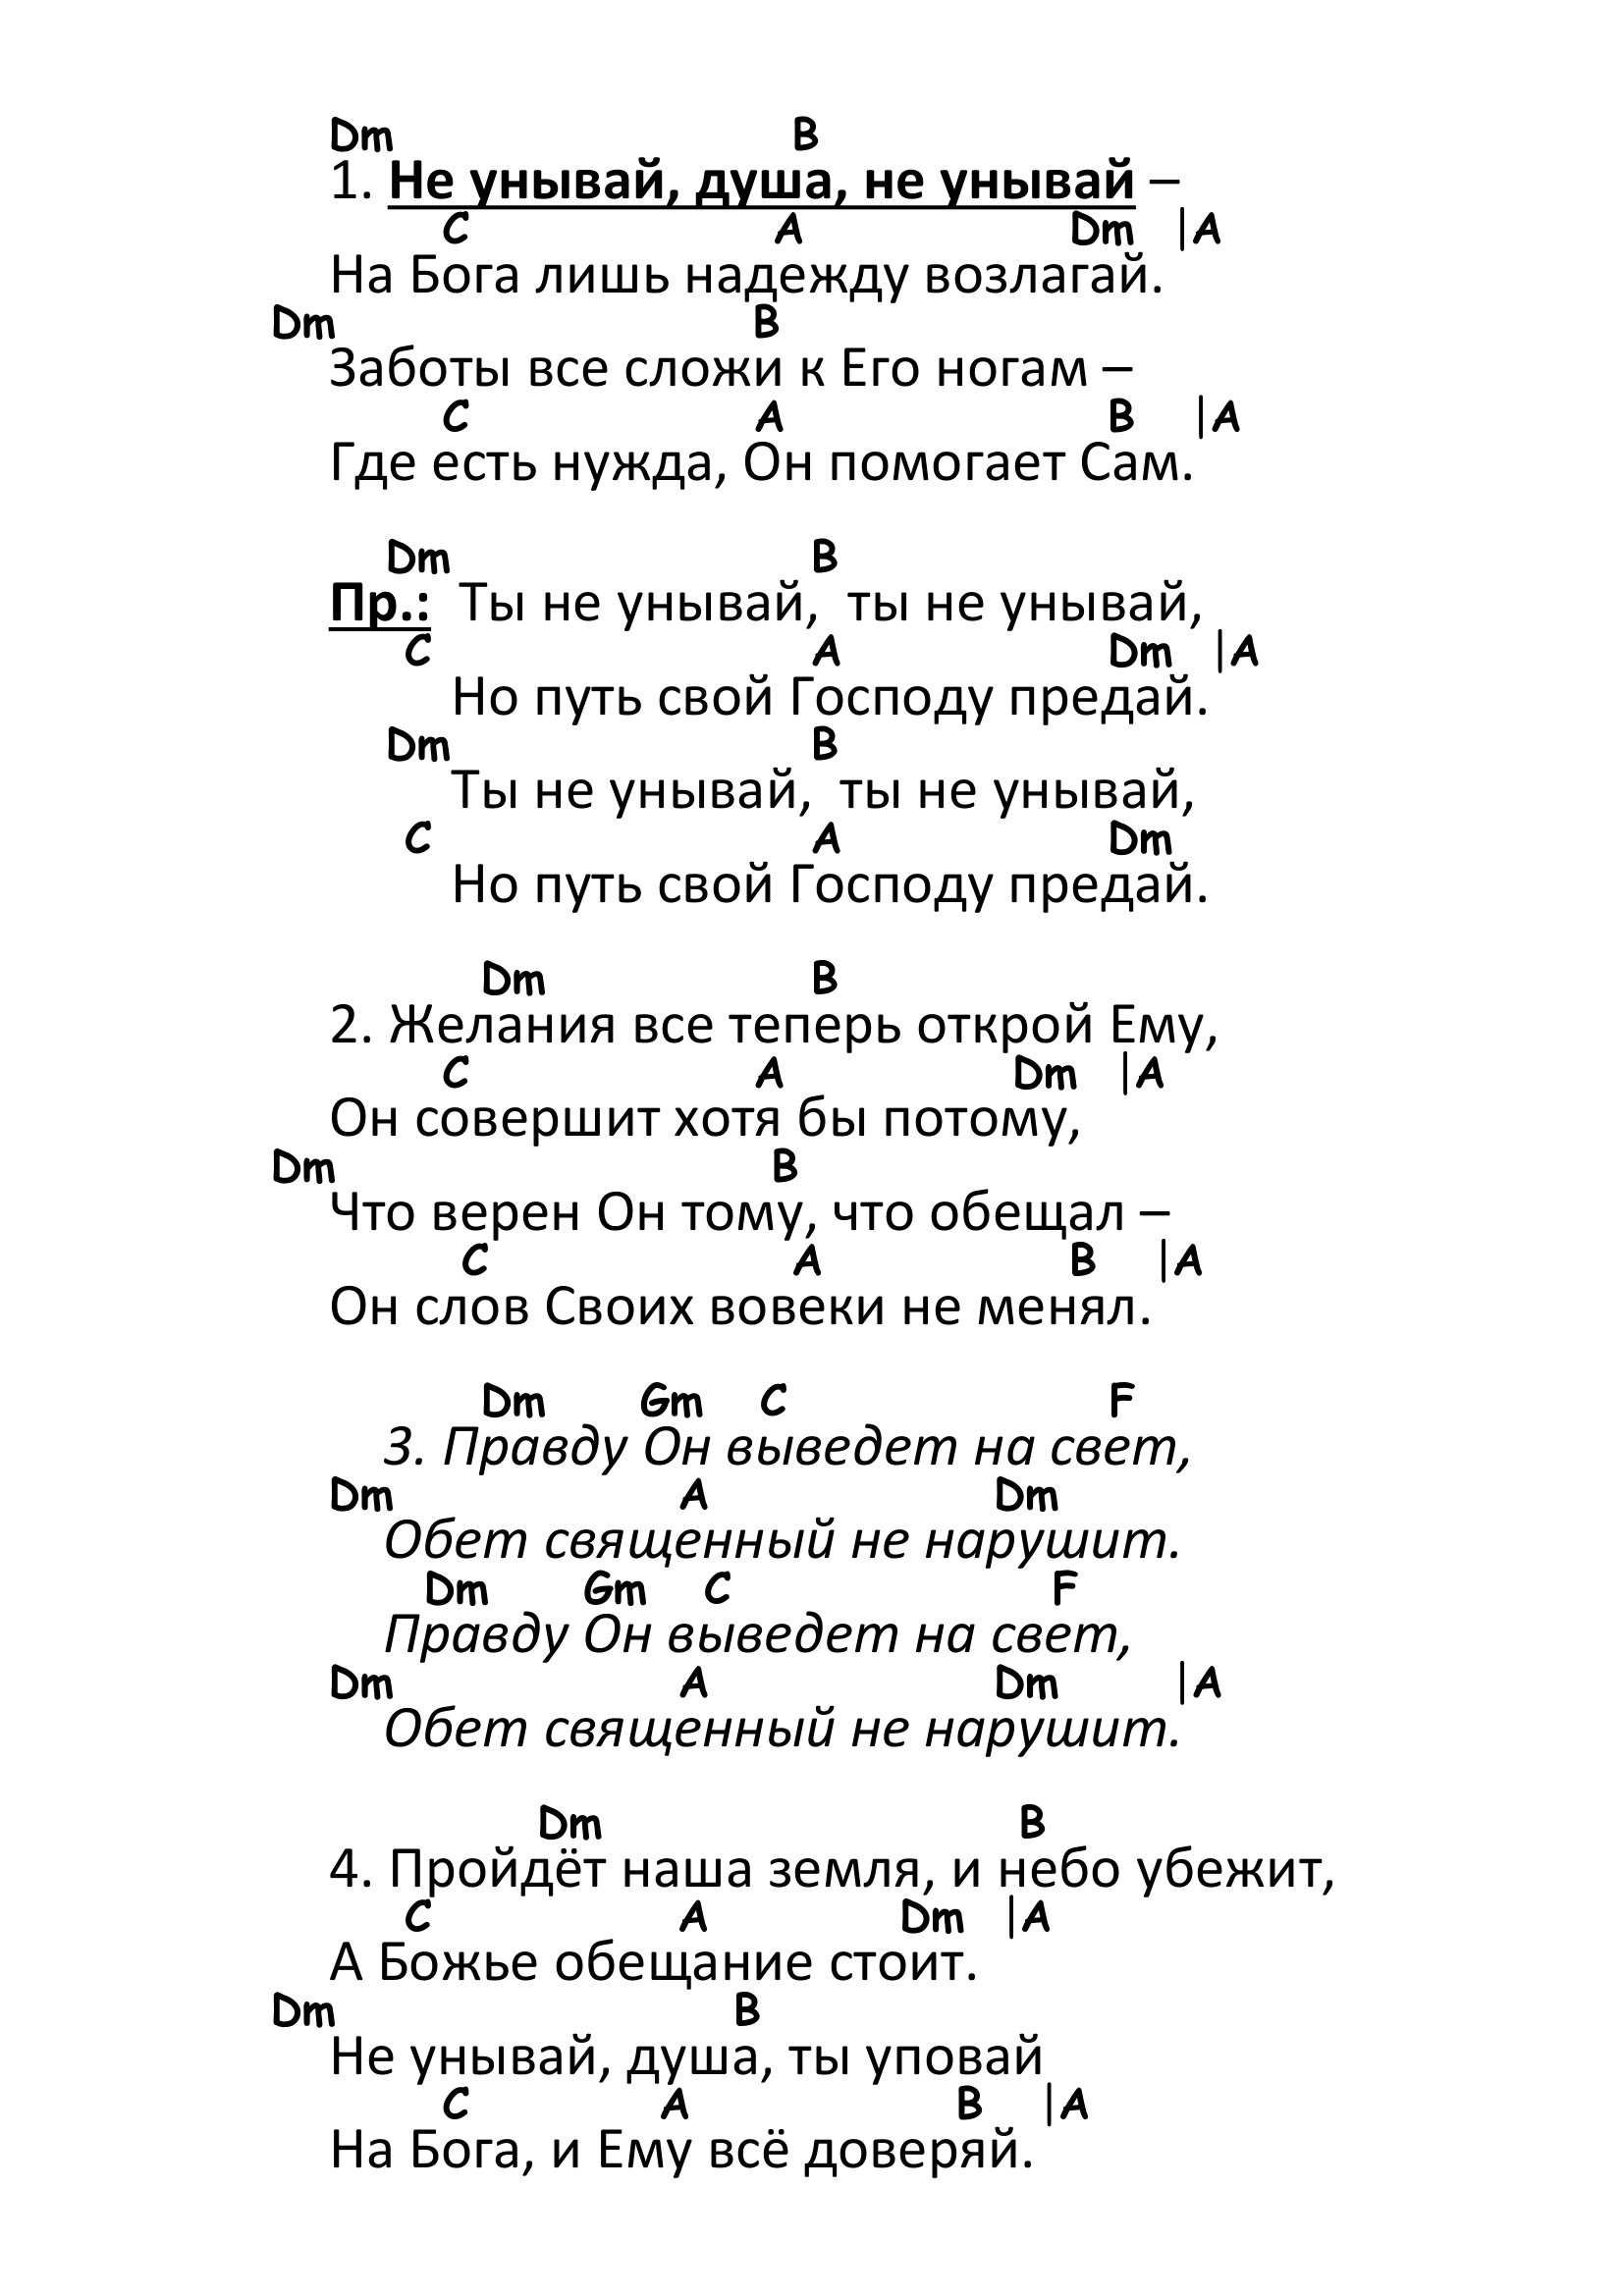 Dm B
1. Не унывай, душа, не унывай –
C A Dm |A
На Бога лишь надежду возлагай.
Dm B
Заботы все сложи к Его ногам –
C A B |A
Где есть нужда, Он помогает Сам.
Dm B
Пр.: Ты не унывай, ты не унывай,
C A Dm |A
Но путь свой Господу предай.
Dm B
Ты не унывай, ты не унывай,
C A Dm
Но путь свой Господу предай.
Dm B
2. Желания все теперь открой Ему,
C A Dm |A
Он совершит хотя бы потому,
Dm B
Что верен Он тому, что обещал –
C A B |A
Он слов Своих вовеки не менял.
Dm Gm C F
3. Правду Он выведет на свет,
Dm A Dm
Обет священный не нарушит.
Dm Gm C F
Правду Он выведет на свет,
Dm A Dm |A
Обет священный не нарушит.
Dm B
4. Пройдёт наша земля, и небо убежит,
C A Dm |A
А Божье обещание стоит.
Dm B
Не унывай, душа, ты уповай
C A B |A
На Бога, и Ему всё доверяй.